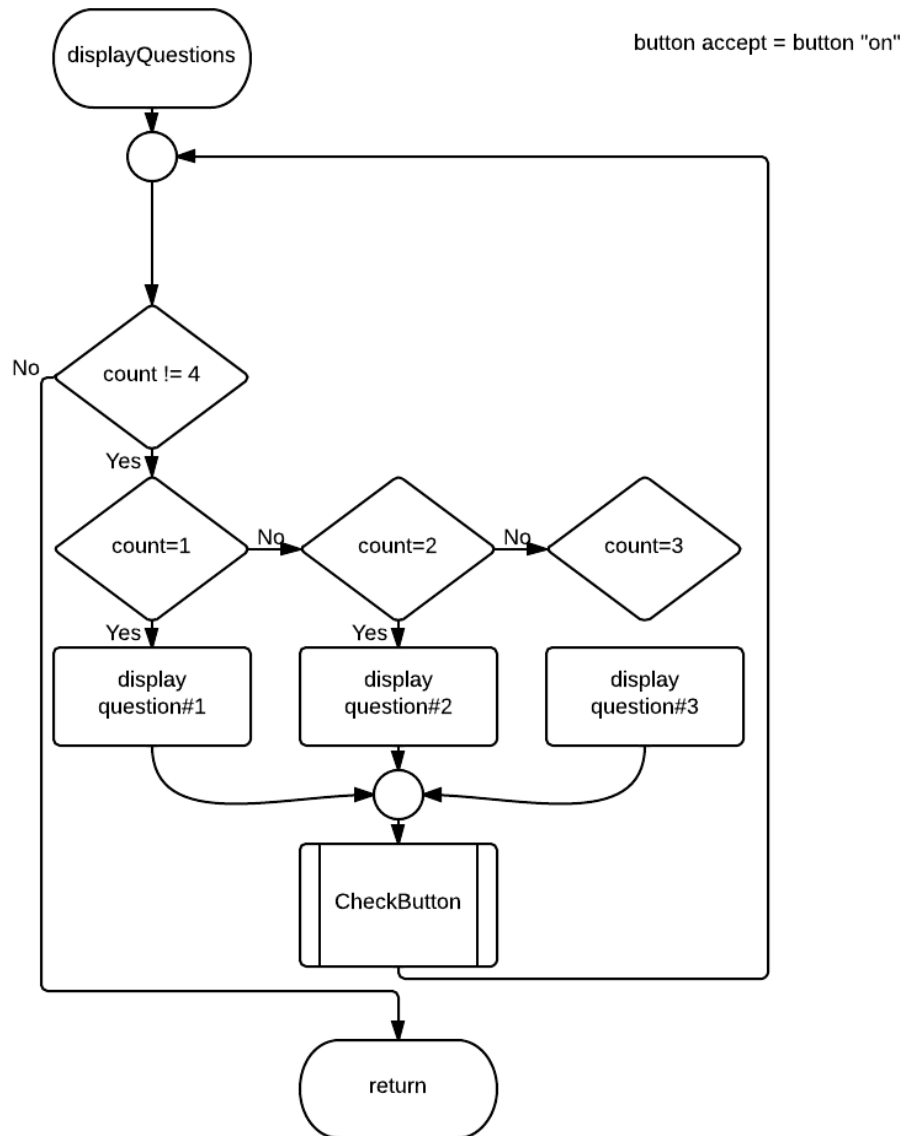 displayQuestions
button accept = button "on"
No
count != 4
Yes
count=1
No
count=2
No
count=3
Yes
Yes
display
question#1
display
question#2
display
question#3
CheckButton
return